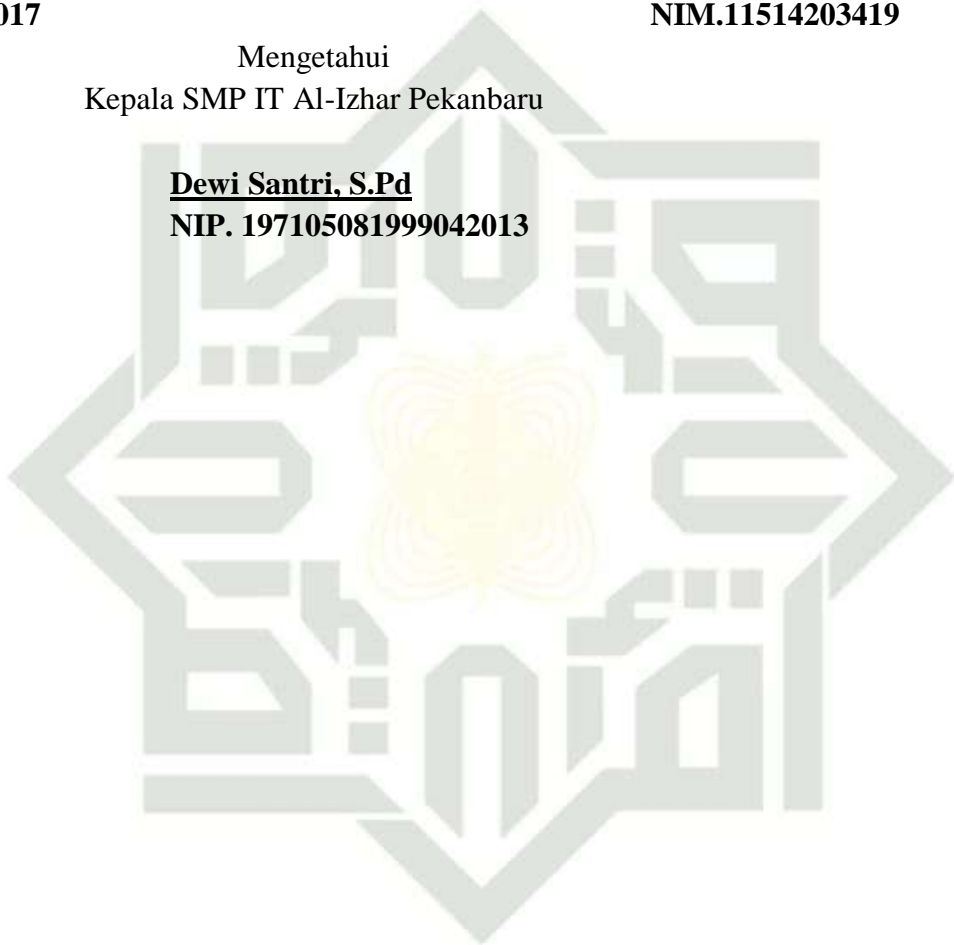 017 NIM.11514203419
Mengetahui
Kepala SMP IT Al-Izhar Pekanbaru
Dewi Santri, S.Pd
NIP. 197105081999042013